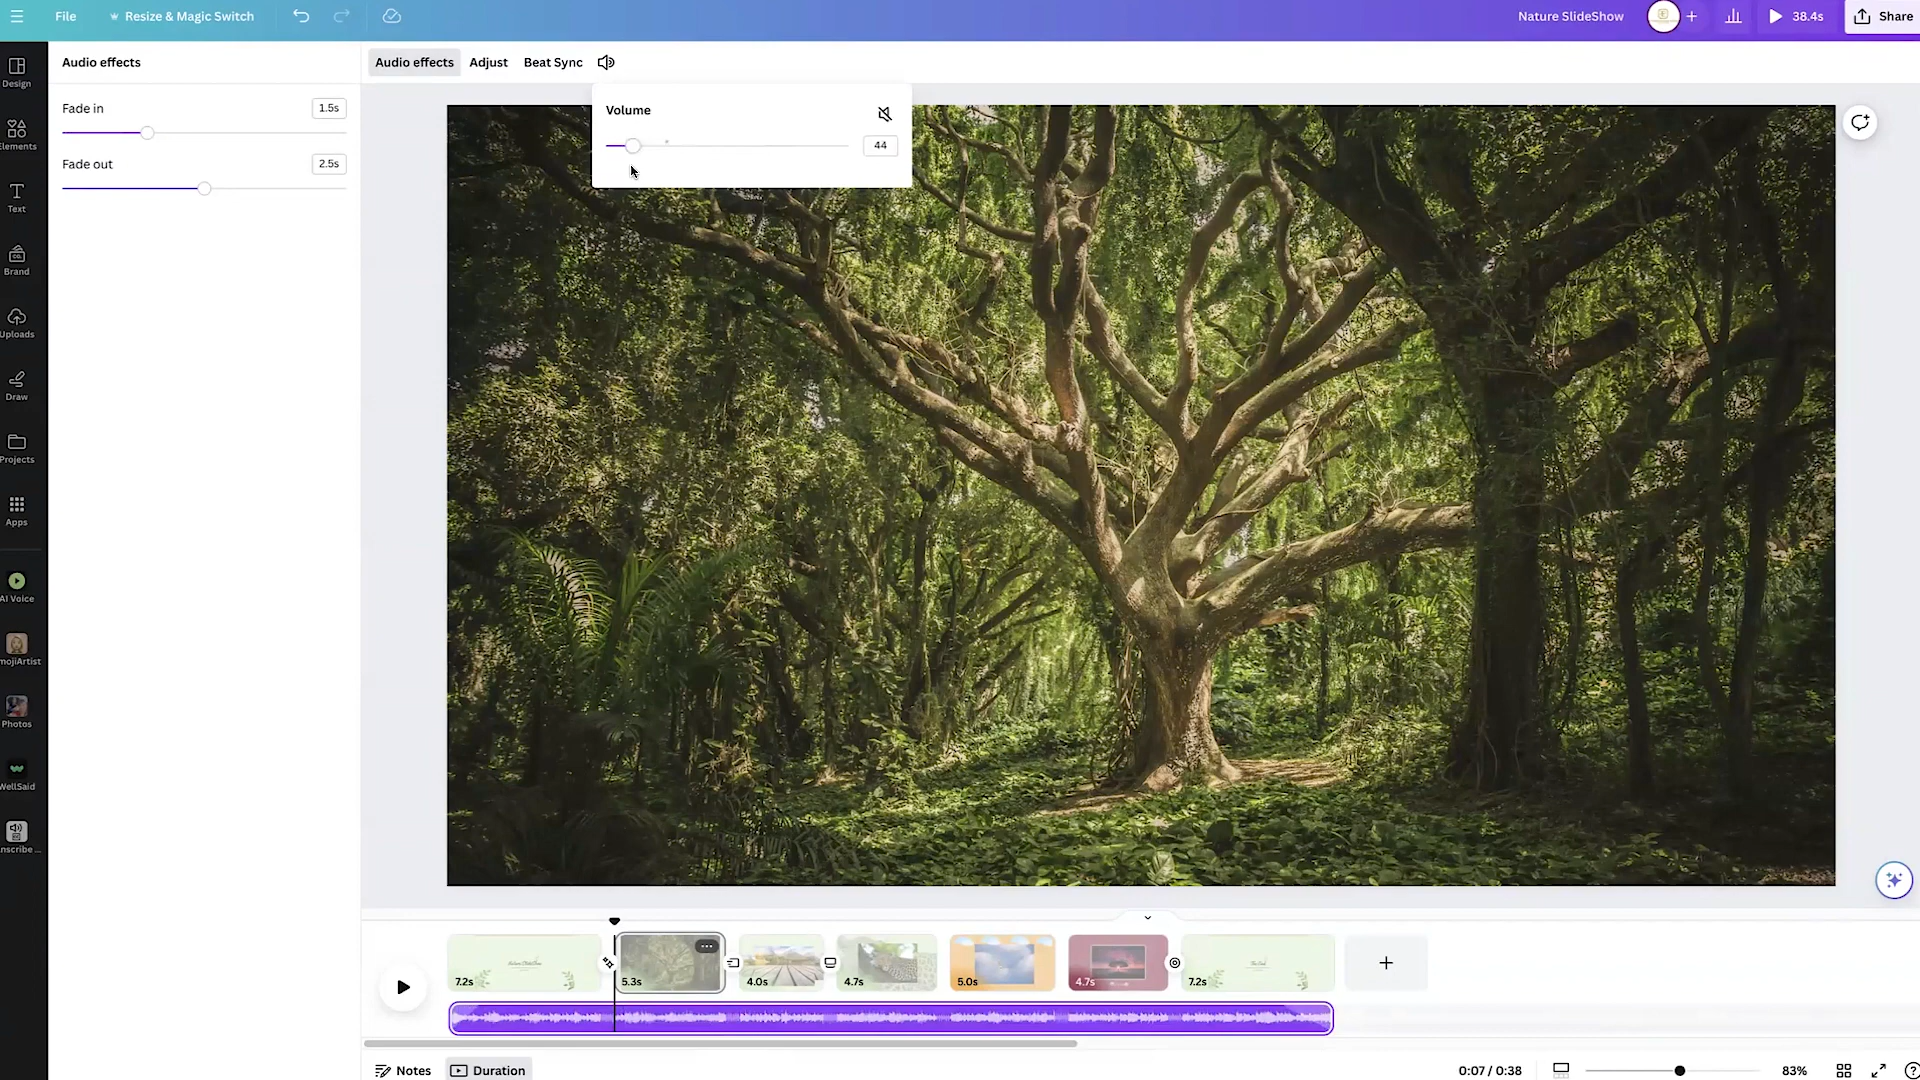 File
Resize & Magic Switch
Nature SlideShow
38.4s
Share
Audio effects
Audio effects
Adjust
Beat Sync
Fade in
1.5s
Fade out
2.5s
Volume
44
Design
Elements
Text
Brand
Uploads
Draw
Projects
Apps
AI Voice
mojiArtist
Photos
WellSaid
nscribe ...
7.2s
5.3s
4.0s
4.7s
5.0s
4.7s
7.2s
Notes
Duration
0:07 / 0:38
83%